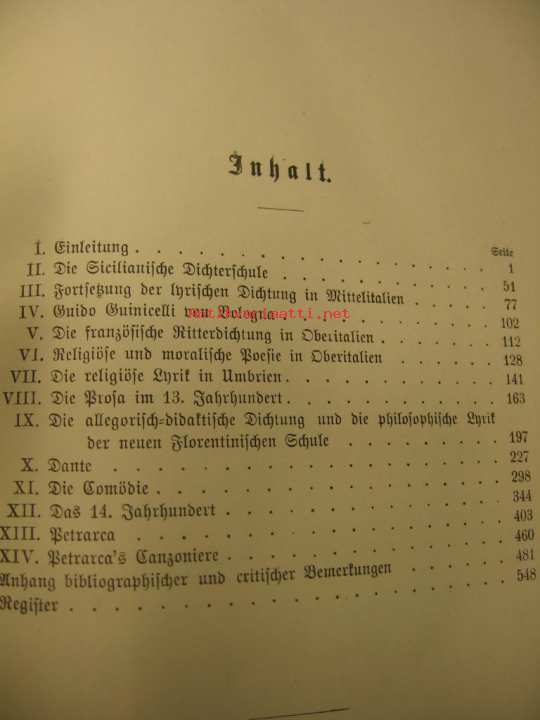 Inhalt.
Seite
I. Einleitung . . . . . . . . . . . . 1
II. Die Sicilianische Dichterschule . . . . . . . . 51
III. Fortsetzung der lyrischen Dichtung in Mittelitalien . . . . 77
IV. Guido Guinicelli von Bologna . . . . . . . 102
V. Die französische Ritterdichtung in Oberitalien . . . . . 112
VI. Religiöse und moralische Poesie in Oberitalien . . . . . 128
VII. Die religiöse Lyrik in Umbrien . . . . . . . . 141
VIII. Die Prosa im 13. Jahrhundert . . . . . . . . 163
IX. Die allegorisch-didaktische Dichtung und die philosophische Lyrik
der neuen Florentinischen Schule . . . . . . 197
X. Dante . . . . . . . . . . . . . 227
XI. Die Comödie . . . . . . . . . . . . 298
XII. Das 14. Jahrhundert . . . . . . . . . . 344
XIII. Petrarca . . . . . . . . . . . . . 403
XIV. Petrarca's Canzoniere . . . . . . . . . . 460
Anhang bibliographischer und critischer Bemerkungen . . . . 481
Register . . . . . . . . . . . . . . 548